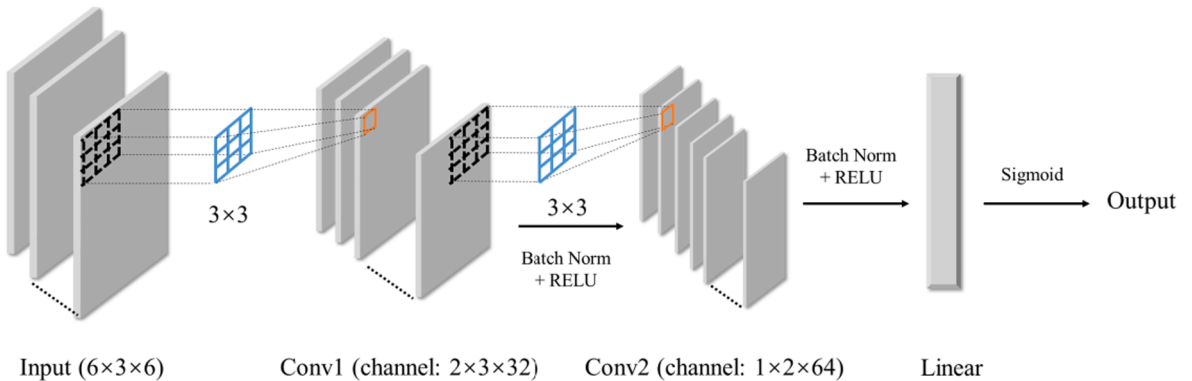 3×3
3×3
Batch Norm
+ RELU
Batch Norm
+ RELU
Sigmoid
Output
Input (6×3×6)
Conv1 (channel: 2×3×32)
Conv2 (channel: 1×2×64)
Linear